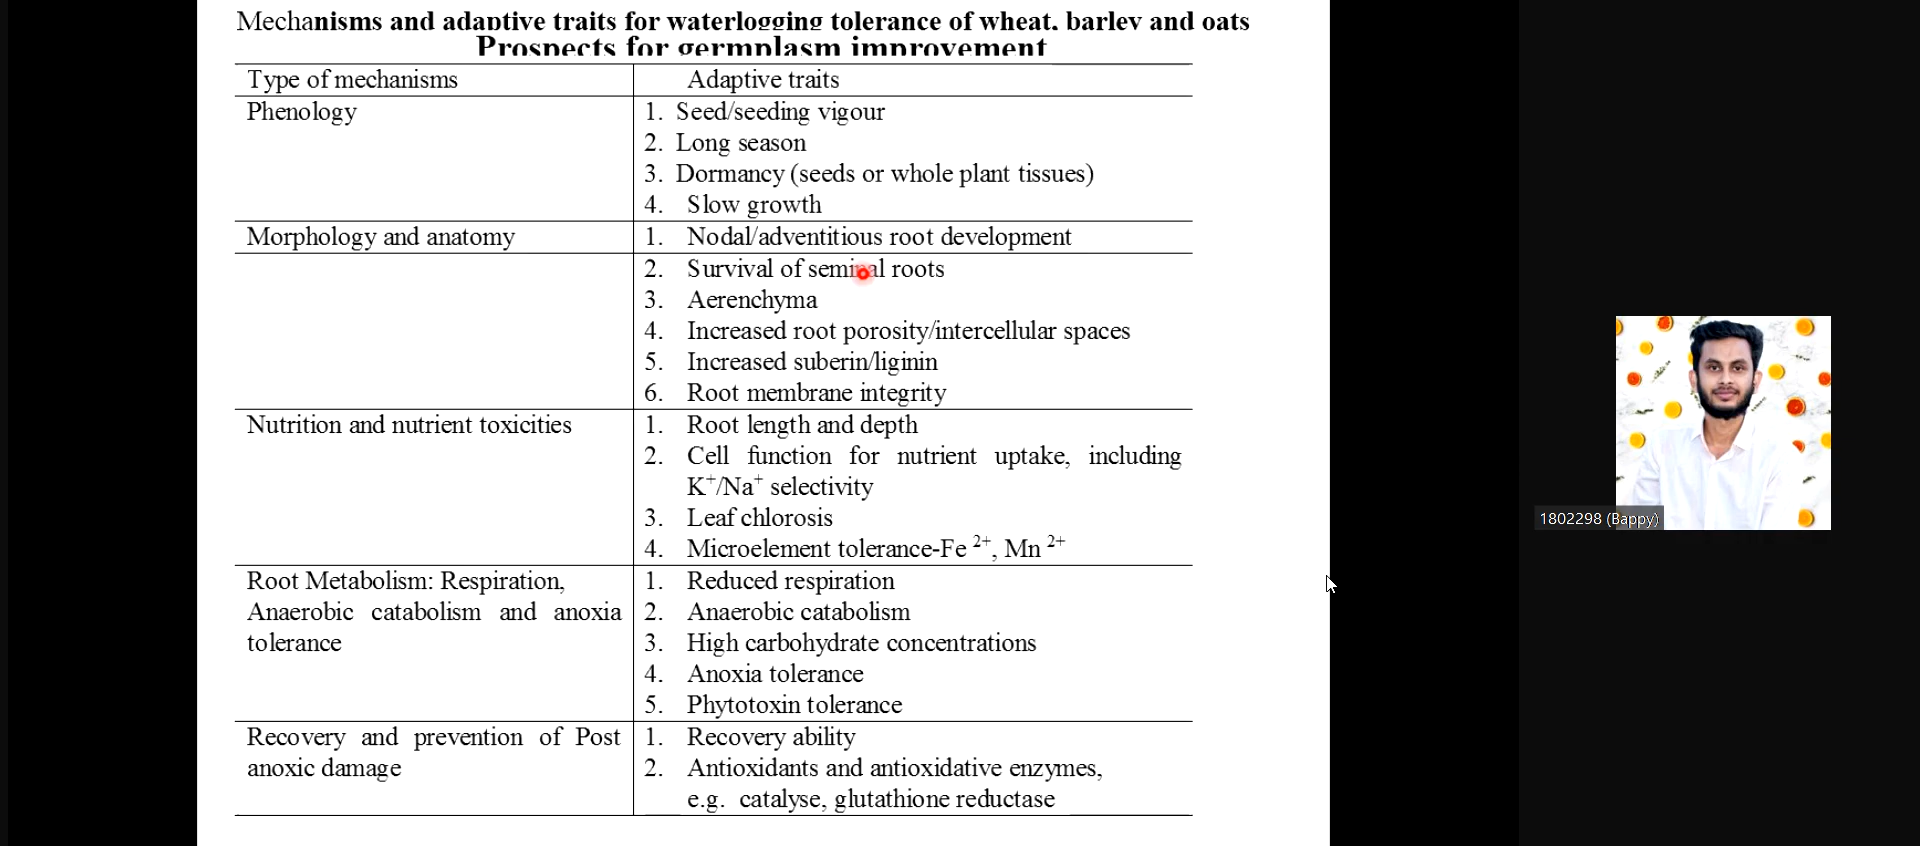 Mechanisms and adaptive traits for waterlogging tolerance of wheat, barley and oats
Prospects for germplasm improvement
Type of mechanisms
Adaptive traits
Phenology
1. Seed/seeding vigour
2. Long season
3. Dormancy (seeds or whole plant tissues)
4. Slow growth
Morphology and anatomy
1. Nodal/adventitious root development
2. Survival of seminal roots
3. Aerenchyma
4. Increased root porosity/intercellular spaces
5. Increased suberin/liginin
6. Root membrane integrity
Nutrition and nutrient toxicities
1. Root length and depth
2. Cell function for nutrient uptake, including
K⁺/Na⁺ selectivity
3. Leaf chlorosis
4. Microelement tolerance-Fe ²⁺, Mn ²⁺
Root Metabolism: Respiration,
Anaerobic catabolism and anoxia
tolerance
1. Reduced respiration
2. Anaerobic catabolism
3. High carbohydrate concentrations
4. Anoxia tolerance
5. Phytotoxin tolerance
Recovery and prevention of Post
anoxic damage
1. Recovery ability
2. Antioxidants and antioxidative enzymes,
e.g. catalyse, glutathione reductase
1802298 (Bappy)